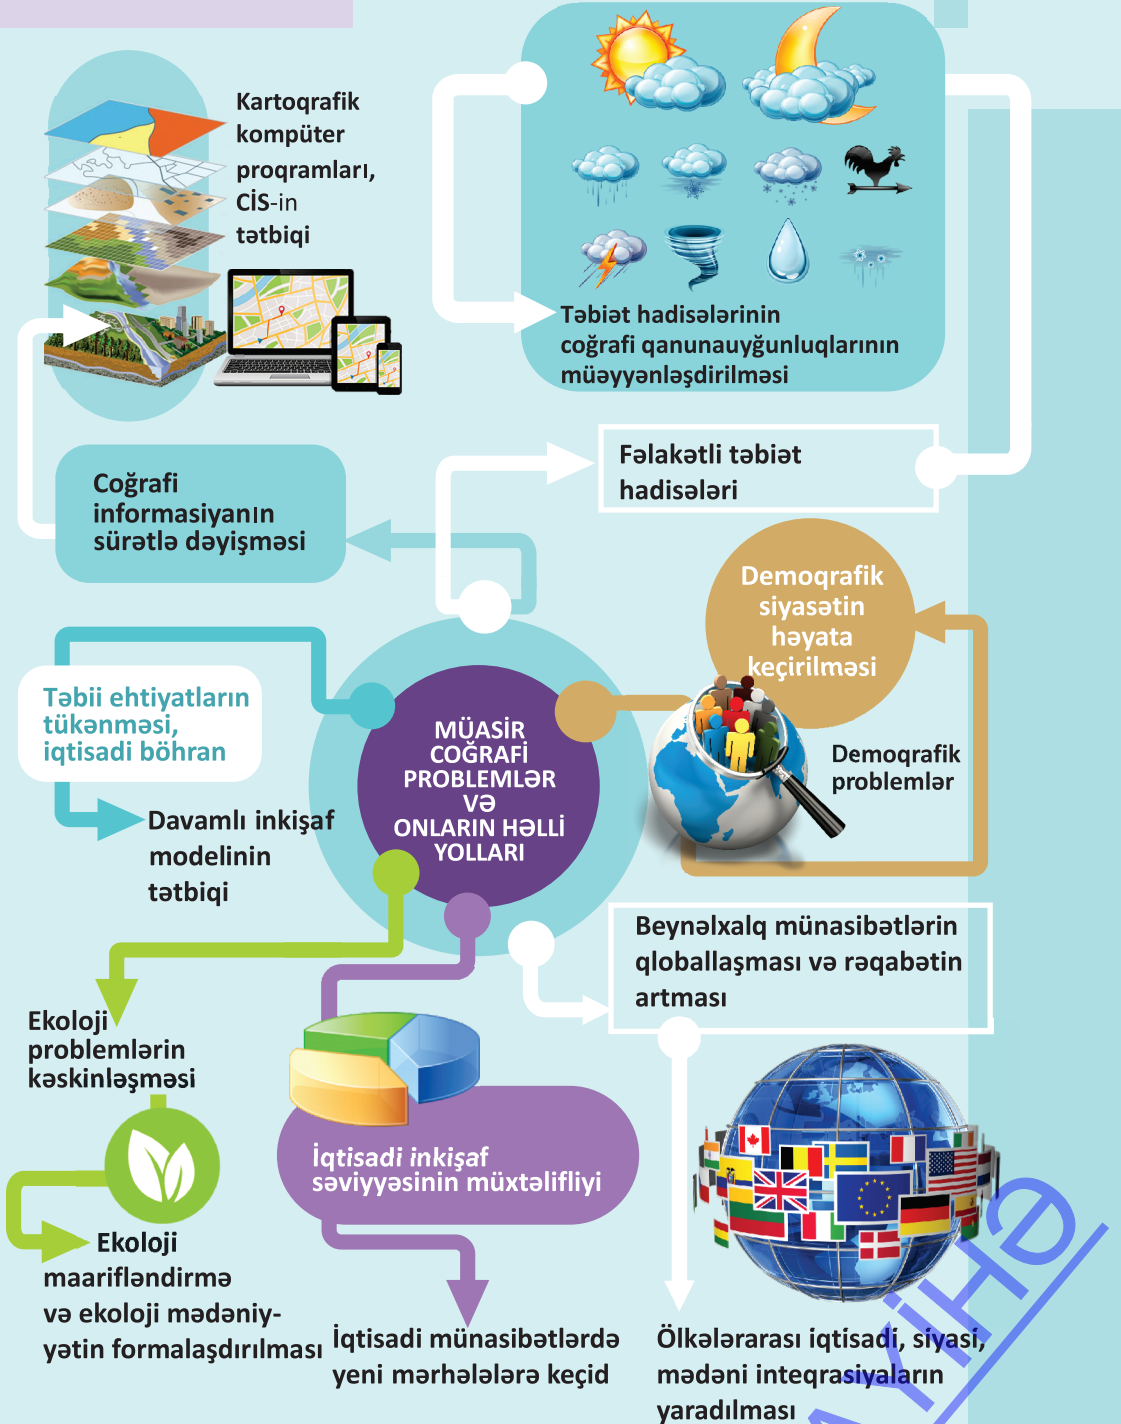 Kartoqrafik
kompüter
proqramları,
CİS-in
tətbiqi
Təbiət hadisələrinin
coğrafi qanunauyğunluqlarının
müəyyənləşdirilməsi
Fəlakətli təbiət
hadisələri
Coğrafi
informasiyanın
sürətlə dəyişməsi
Demoqrafik
siyasətin
həyata
keçirilməsi
Təbii ehtiyatların
tükənməsi,
iqtisadi böhran
MÜASİR
COĞRAFİ
PROBLEMLƏR
VƏ
ONLARIN HƏLLİ
YOLLARI
Demoqrafik
problemlər
Davamlı inkişaf
modelinin
tətbiqi
Beynəlxalq münasibətlərin
qloballaşması və rəqabətin
artması
Ekoloji
problemlərin
kəskinləşməsi
İqtisadi inkişaf
səviyyəsinin müxtəlifliyi
Ekoloji
maarifləndirmə
və ekoloji mədəniy-
yətin formalaşdırılması
İqtisadi münasibətlərdə
yeni mərhələlərə keçid
Ölkələrarası iqtisadi, siyasi,
mədəni inteqrasiyaların
yaradılması
AYİHƏ